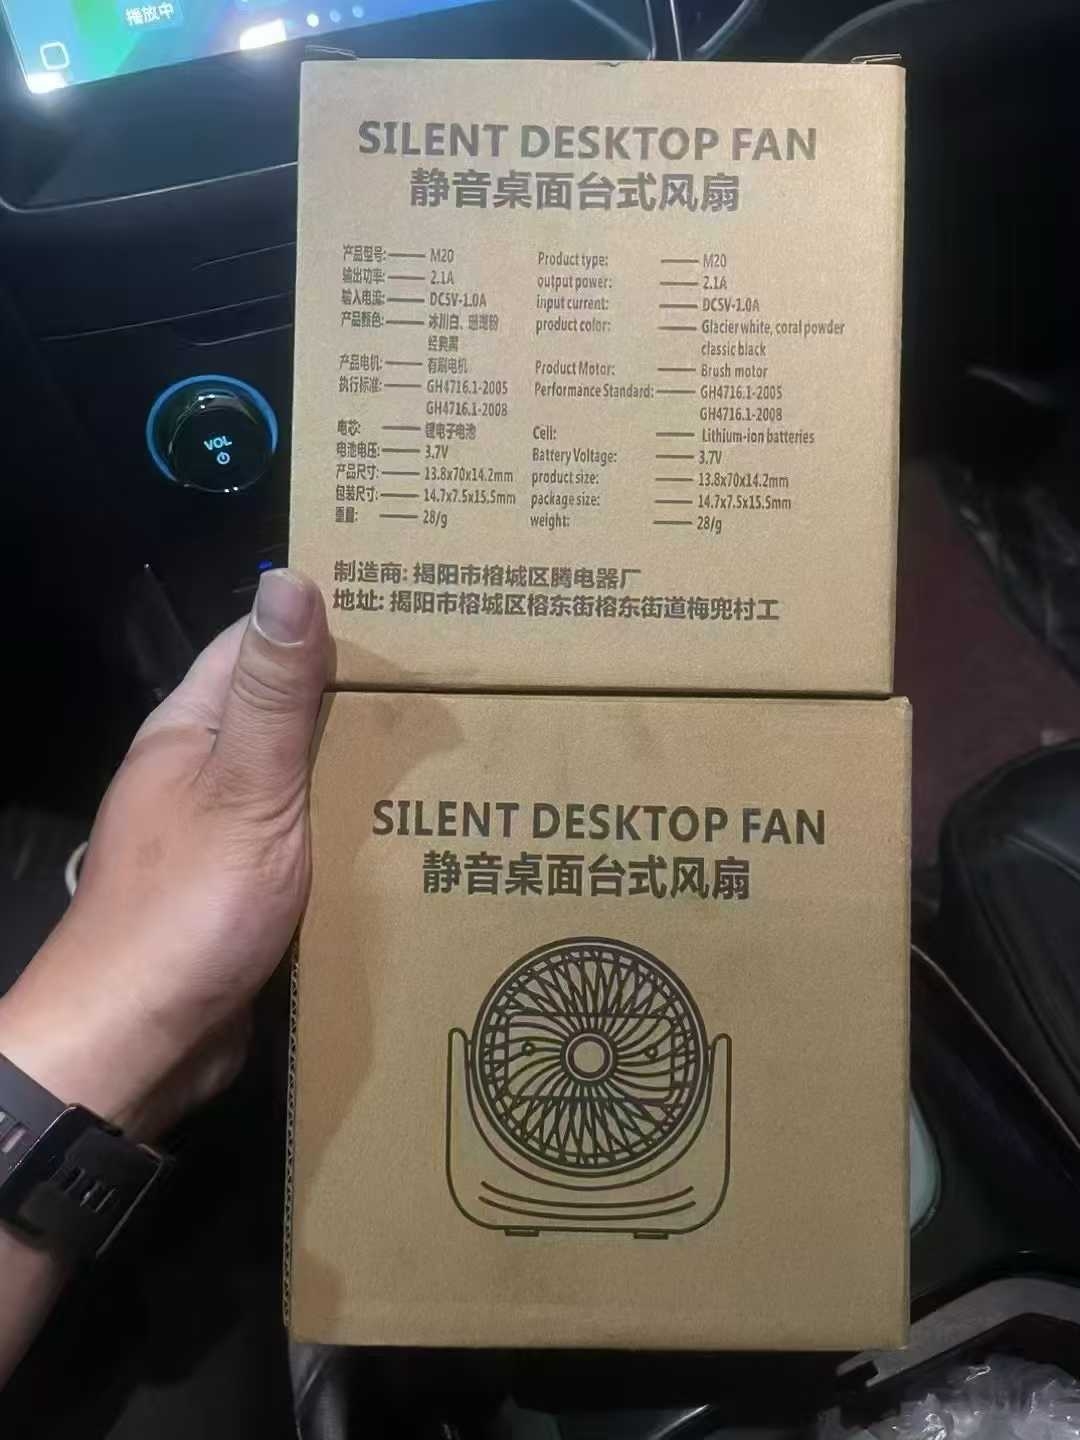 播放中
VOL
SILENT DESKTOP FAN
静音桌面台式风扇
产品型号: M20
输出功率: 2.1A
输入电流: DC5V-1.0A
产品颜色: 冰川白、珊瑚粉
经典黑
产品电机: 有刷电机
执行标准: GH4716.1-2005
GH4716.1-2008
电芯: 锂电子电池
电池电压: 3.7V
产品尺寸: 13.8x70x14.2mm
包装尺寸: 14.7x7.5x15.5mm
重量: 28/g
Product type: M20
output power: 2.1A
input current: DC5V-1.0A
product color: Glacier white, coral powder
classic black
Product Motor: Brush motor
Performance Standard: GH4716.1-2005
GH4716.1-2008
Cell: Lithium-ion batteries
Battery Voltage: 3.7V
product size: 13.8x70x14.2mm
package size: 14.7x7.5x15.5mm
weight: 28/g
制造商: 揭阳市榕城区腾电器厂
地址: 揭阳市榕城区榕东街榕东街道梅兜村工
SILENT DESKTOP FAN
静音桌面台式风扇